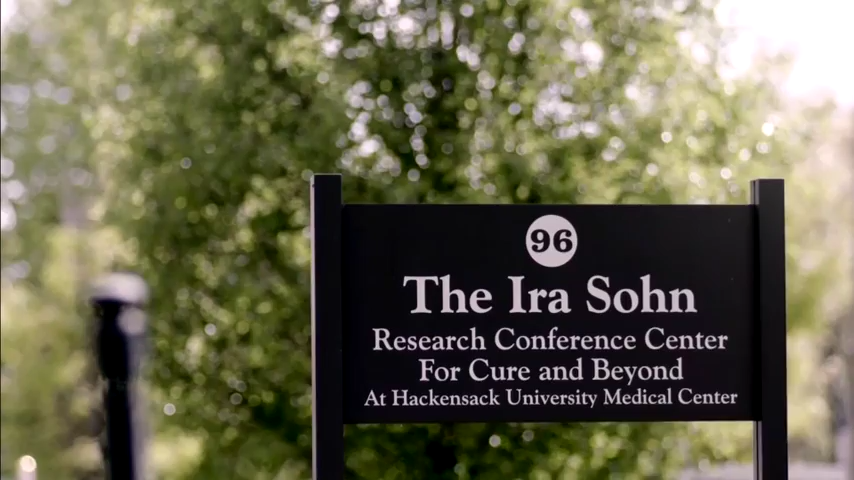 96
The Ira Sohn
Research Conference Center
For Cure and Beyond
At Hackensack University Medical Center